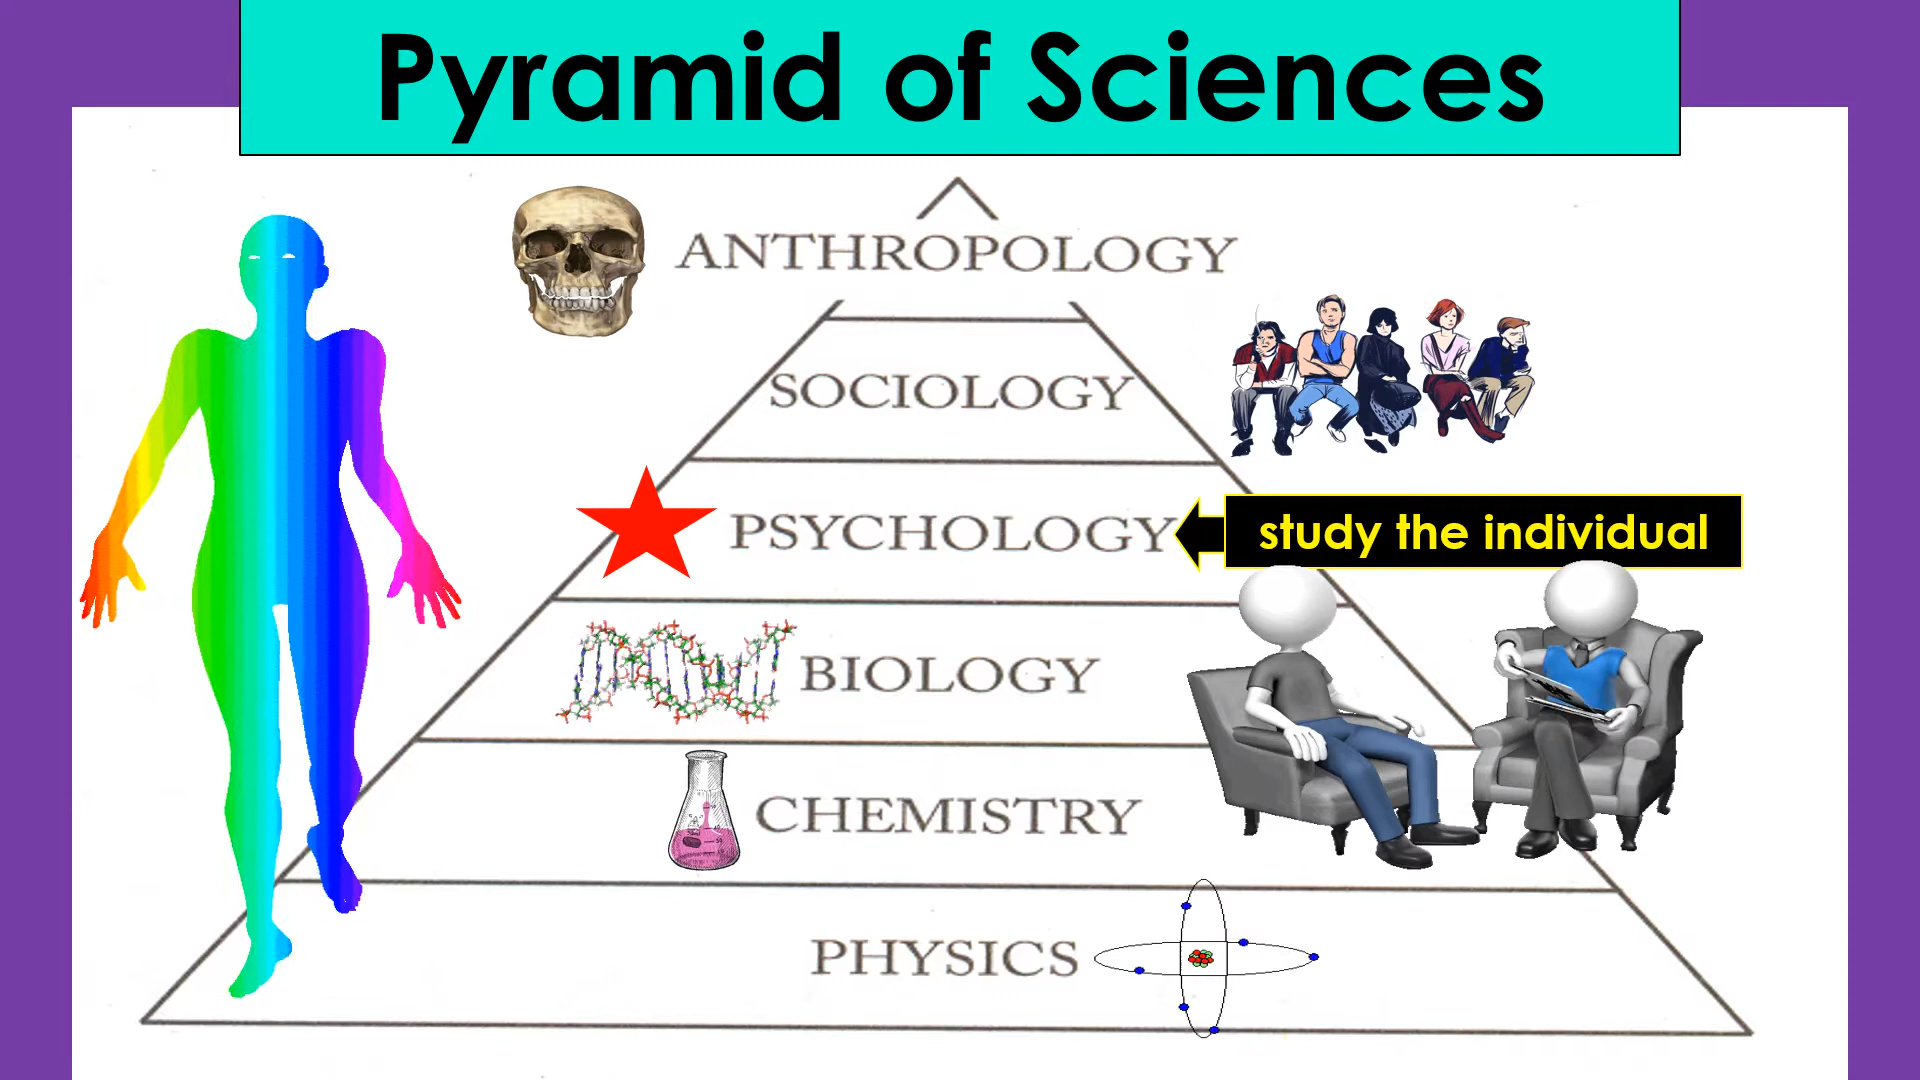 Pyramid of Sciences
ANTHROPOLOGY
SOCIOLOGY
PSYCHOLOGY
study the individual
BIOLOGY
CHEMISTRY
PHYSICS